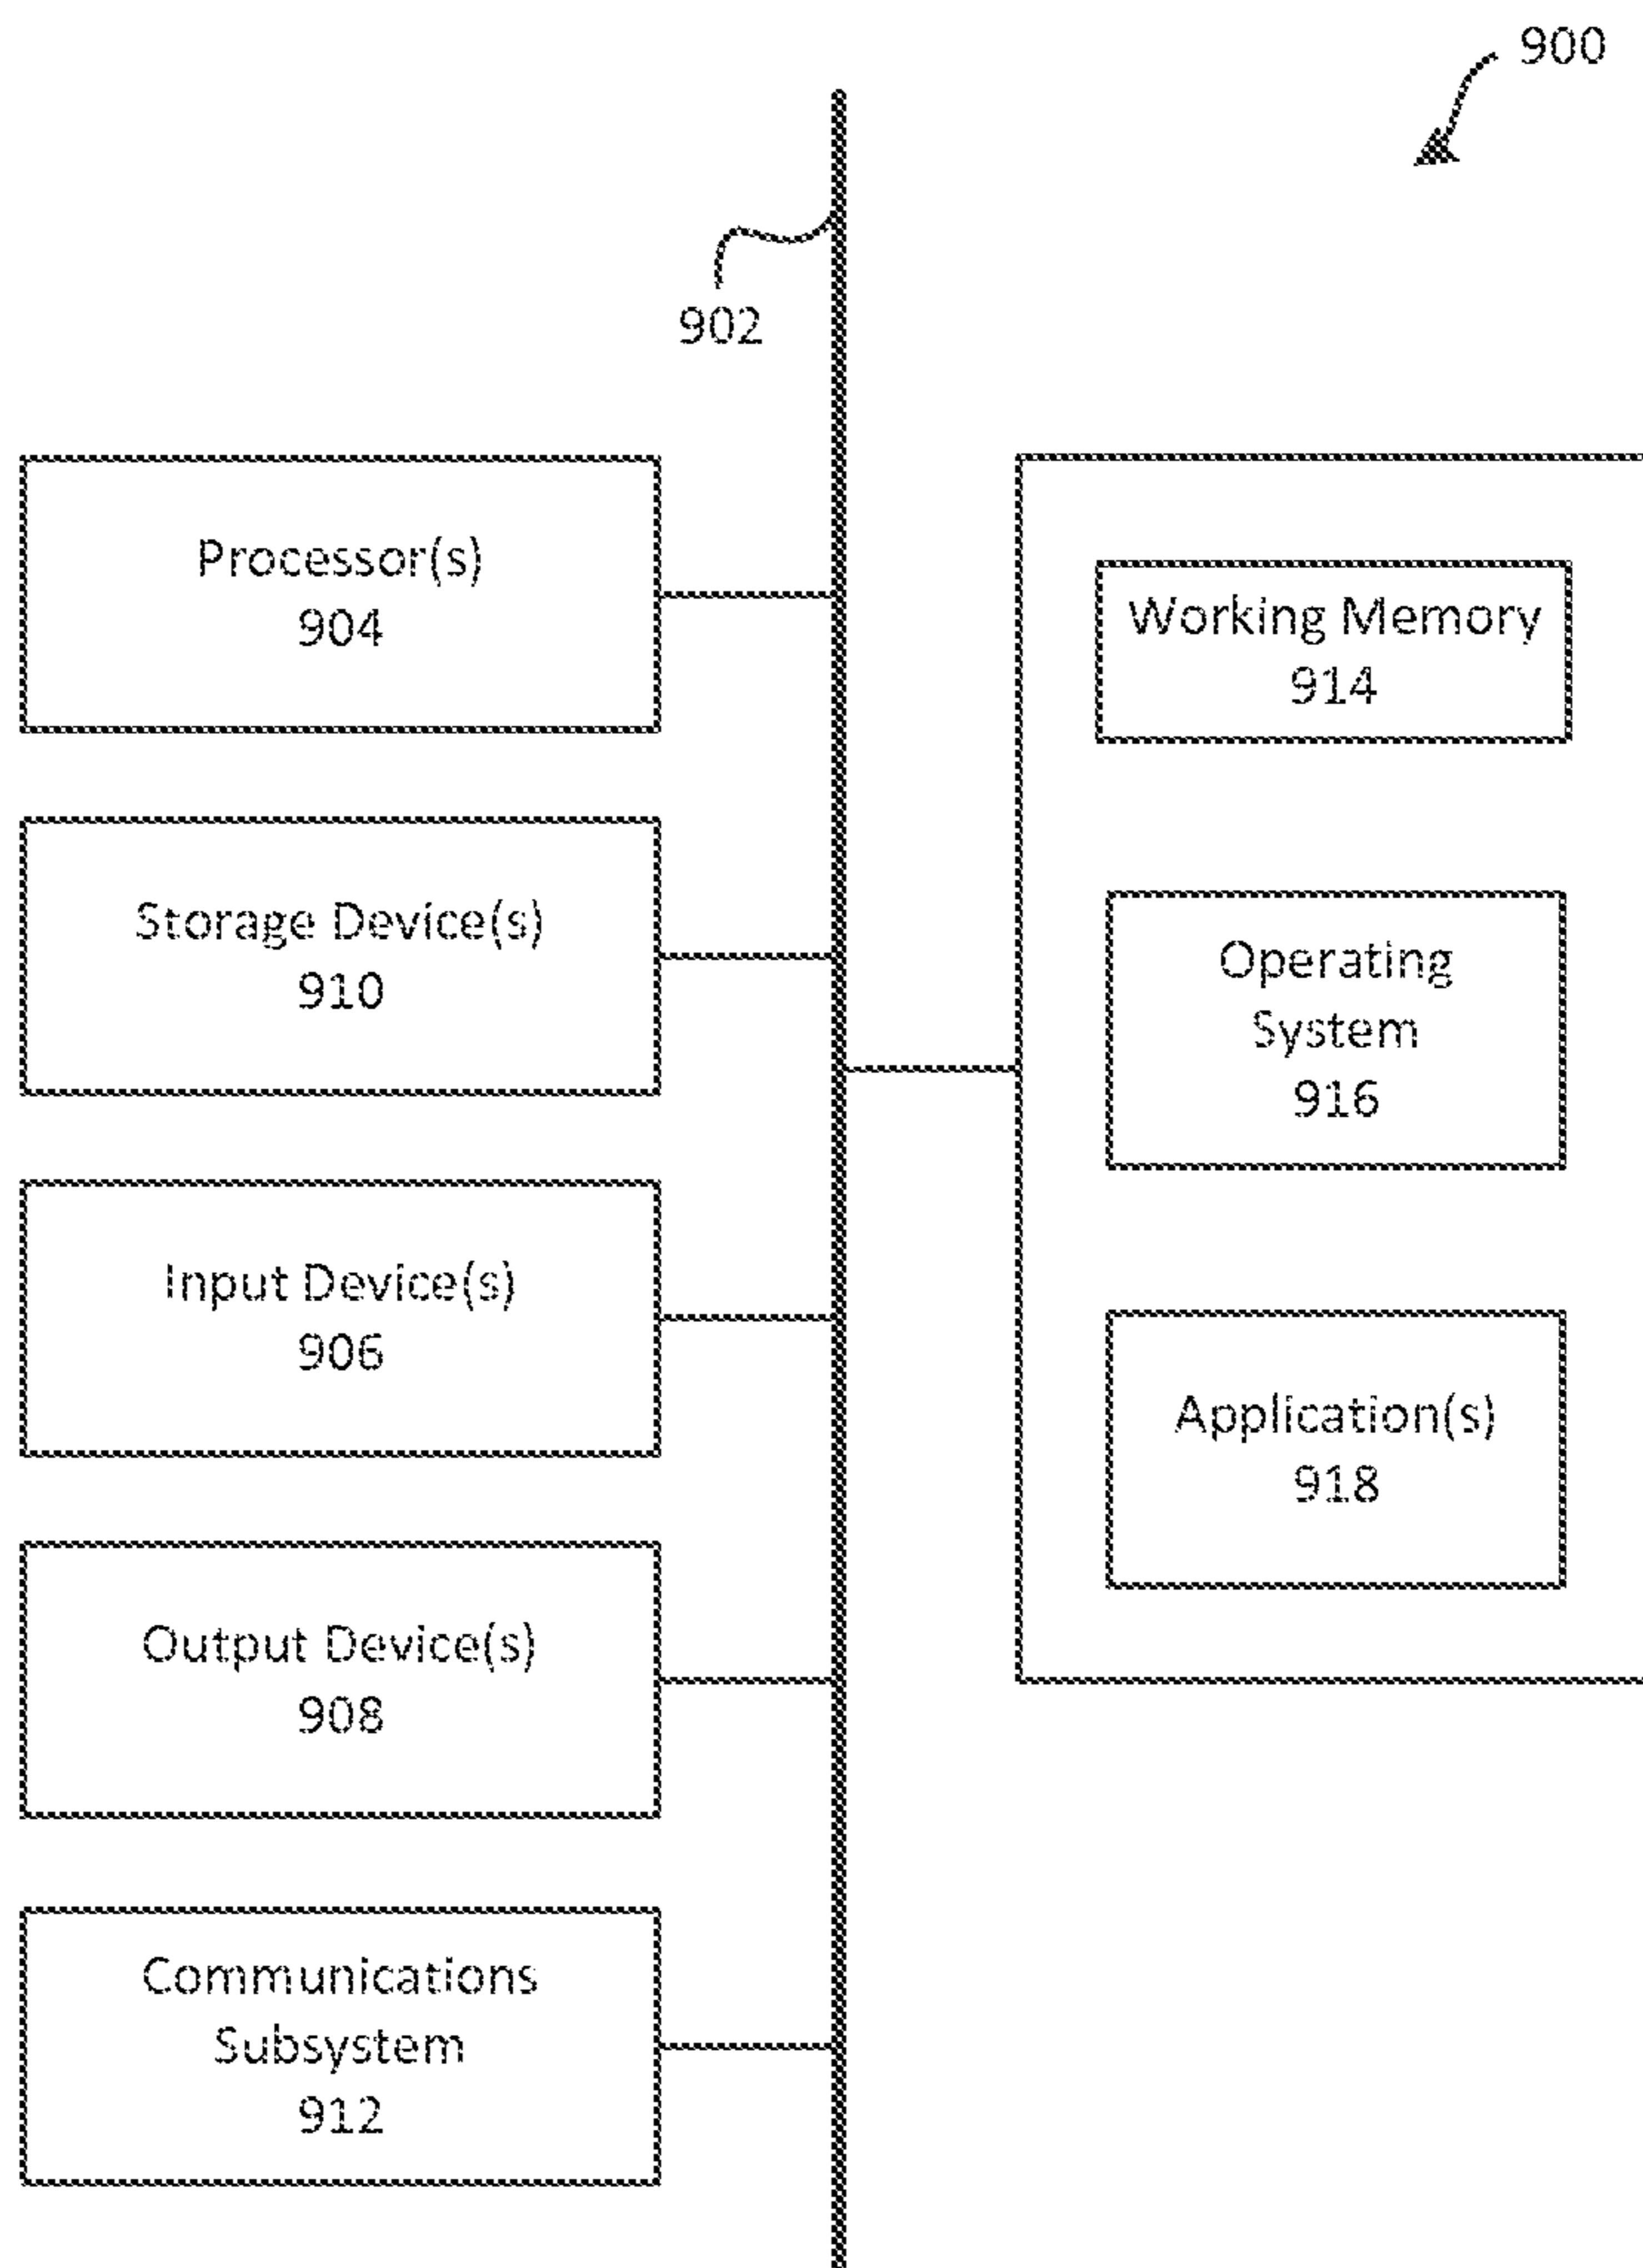 900
902
Processor(s)
904
Storage Device(s)
910
Input Device(s)
906
Output Device(s)
908
Communications
Subsystem
912
Working Memory
914
Operating
System
916
Application(s)
918